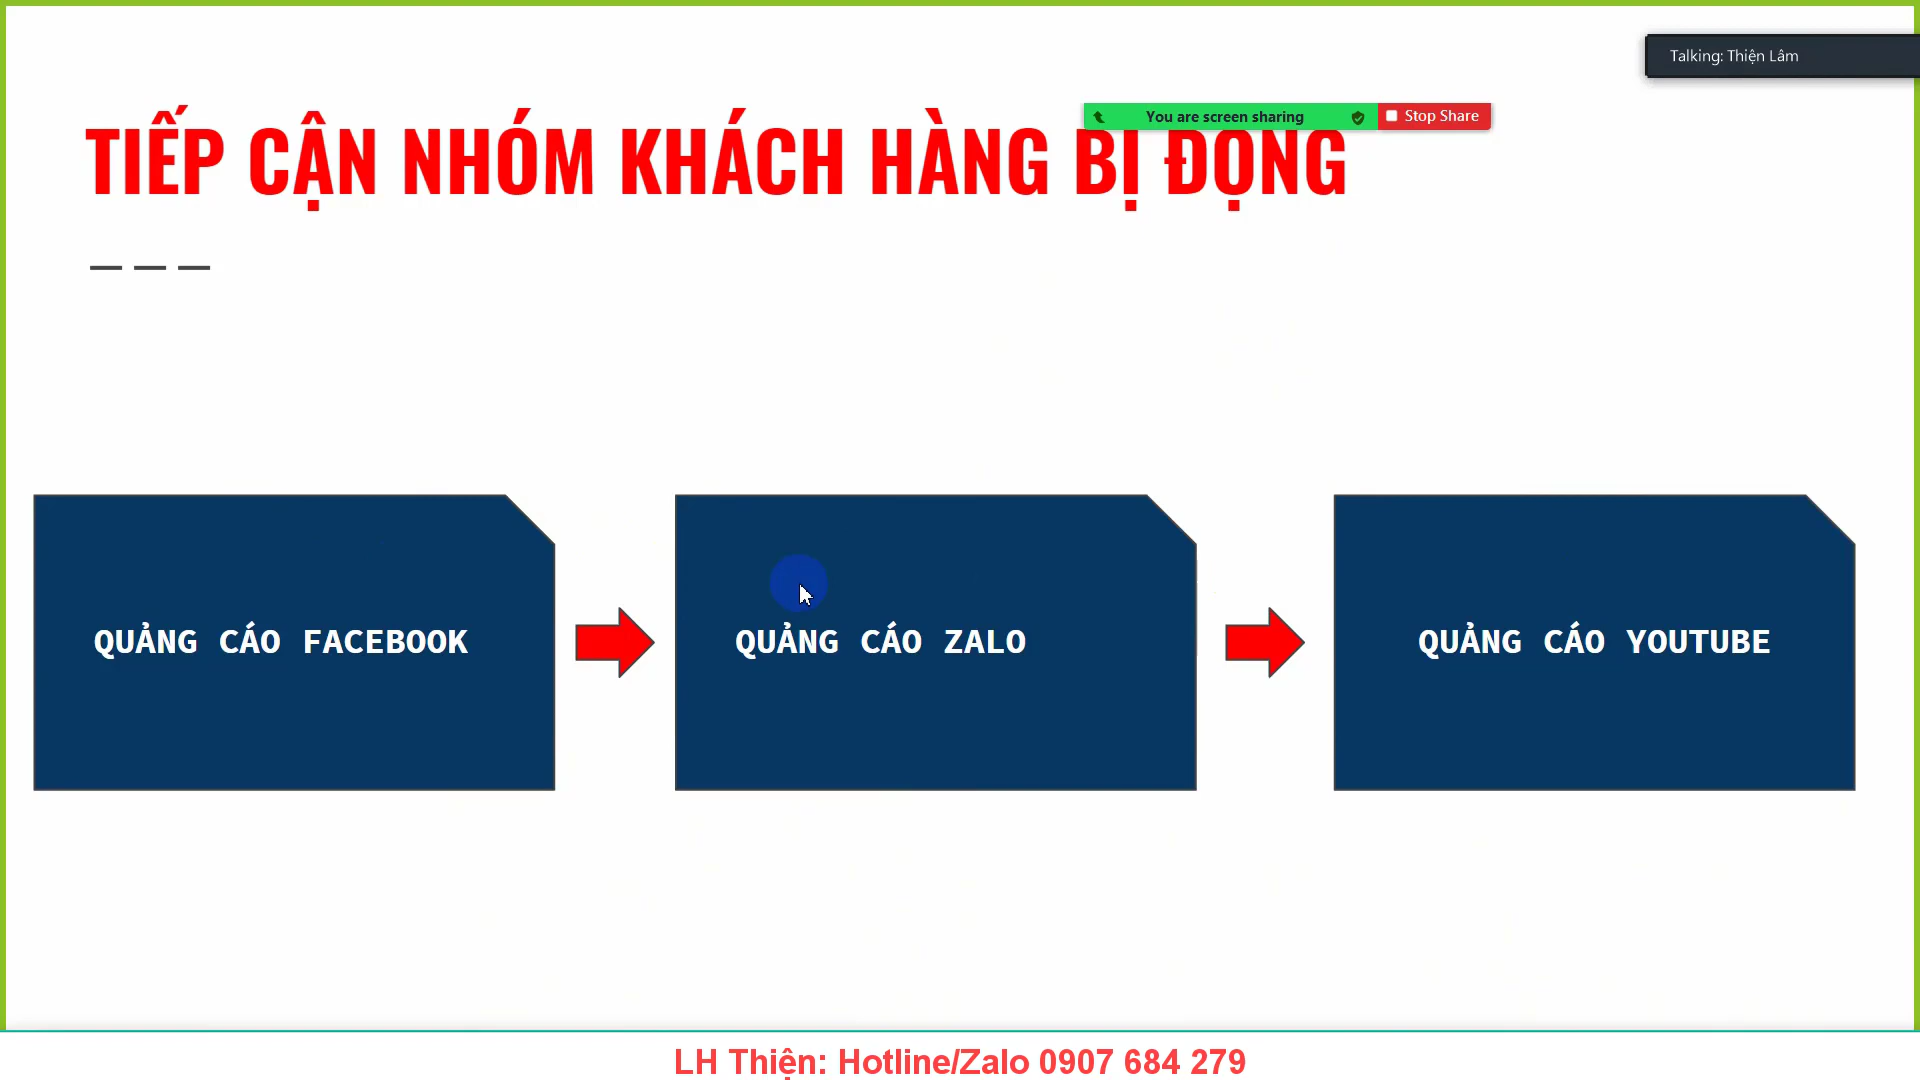 Talking: Thiện Lâm
You are screen sharing
Stop Share
TIẾP CẬN NHÓM KHÁCH HÀNG BỊ ĐỘNG
QUẢNG CÁO FACEBOOK
QUẢNG CÁO ZALO
QUẢNG CÁO YOUTUBE
LH Thiện: Hotline/Zalo 0907 684 279